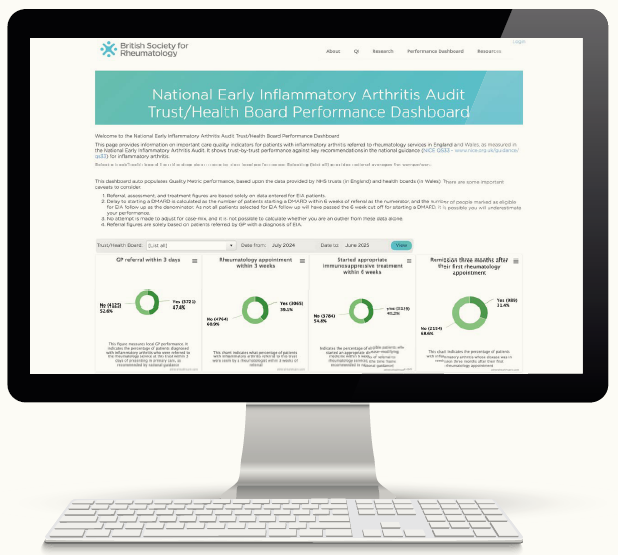 British Society for
Rheumatology
Login
About QI Research Performance Dashboard Resources
National Early Inflammatory Arthritis Audit
Trust/Health Board Performance Dashboard
Welcome to the National Early Inflammatory Arthritis Audit Trust/Health Board Performance Dashboard
This page provides information on important care quality indicators for patients with inflammatory arthritis referred to rheumatology services in England and Wales, as measured in
the National Early Inflammatory Arthritis Audit. It shows trust-by-trust performance against key recommendations in the national guidance (NICE QS33 - www.nice.org.uk/guidance/
qs33) for inflammatory arthritis.
This dashboard auto populates Quality Metric performance, based upon the data provided by NHS trusts (in England) and health boards (in Wales). There are some important
caveats to consider.
1. Referral, assessment, and treatment figures are based solely on data entered for EIA patients.
2. Delay to starting a DMARD is calculated as the number of patients starting a DMARD within 6 weeks of referral as the numerator, and the number of people marked as eligible
for EIA follow up as the denominator. As not all patients selected for EIA follow up will have passed the 6 week cut off for starting a DMARD, it is possible you will underestimate
your performance.
3. No attempt is made to adjust for case mix, and it is not possible to calculate whether you are an outlier from these data alone.
4. Referral figures are solely based on patients referred by GP with a diagnosis of EIA.
Trust/Health Board: (List all) Date from: July 2024 Date to: June 2025 View
GP referral within 3 days
No (4125)
52.6%
Yes (3721)
47.4%
This figure measures local GP performance. It
indicates the percentage of patients diagnosed
with inflammatory arthritis who were referred to
the rheumatology service at this trust within 3
days of presenting in primary care, as
recommended by national guidance
Rheumatology appointment
within 3 weeks
No (4764)
60.9%
Yes (3065)
39.1%
This chart indicates what percentage of patients
with inflammatory arthritis referred to this trust
were seen by a rheumatologist within 3 weeks of
referral
Started appropriate
immunosuppressive treatment
within 6 weeks
No (3784)
54.8%
Yes
Indicates the percentage of patients who
started an appropriate disease-modifying
medicine within 6 weeks of referral to
Remission three months after
their first rheumatology
appointment
No (2154)
68.6%
Yes (985)
31.4%
This chart indicates the percentage of patients
with inflammatory arthritis whose disease was in
remission three months after their first
rheumatology appointment